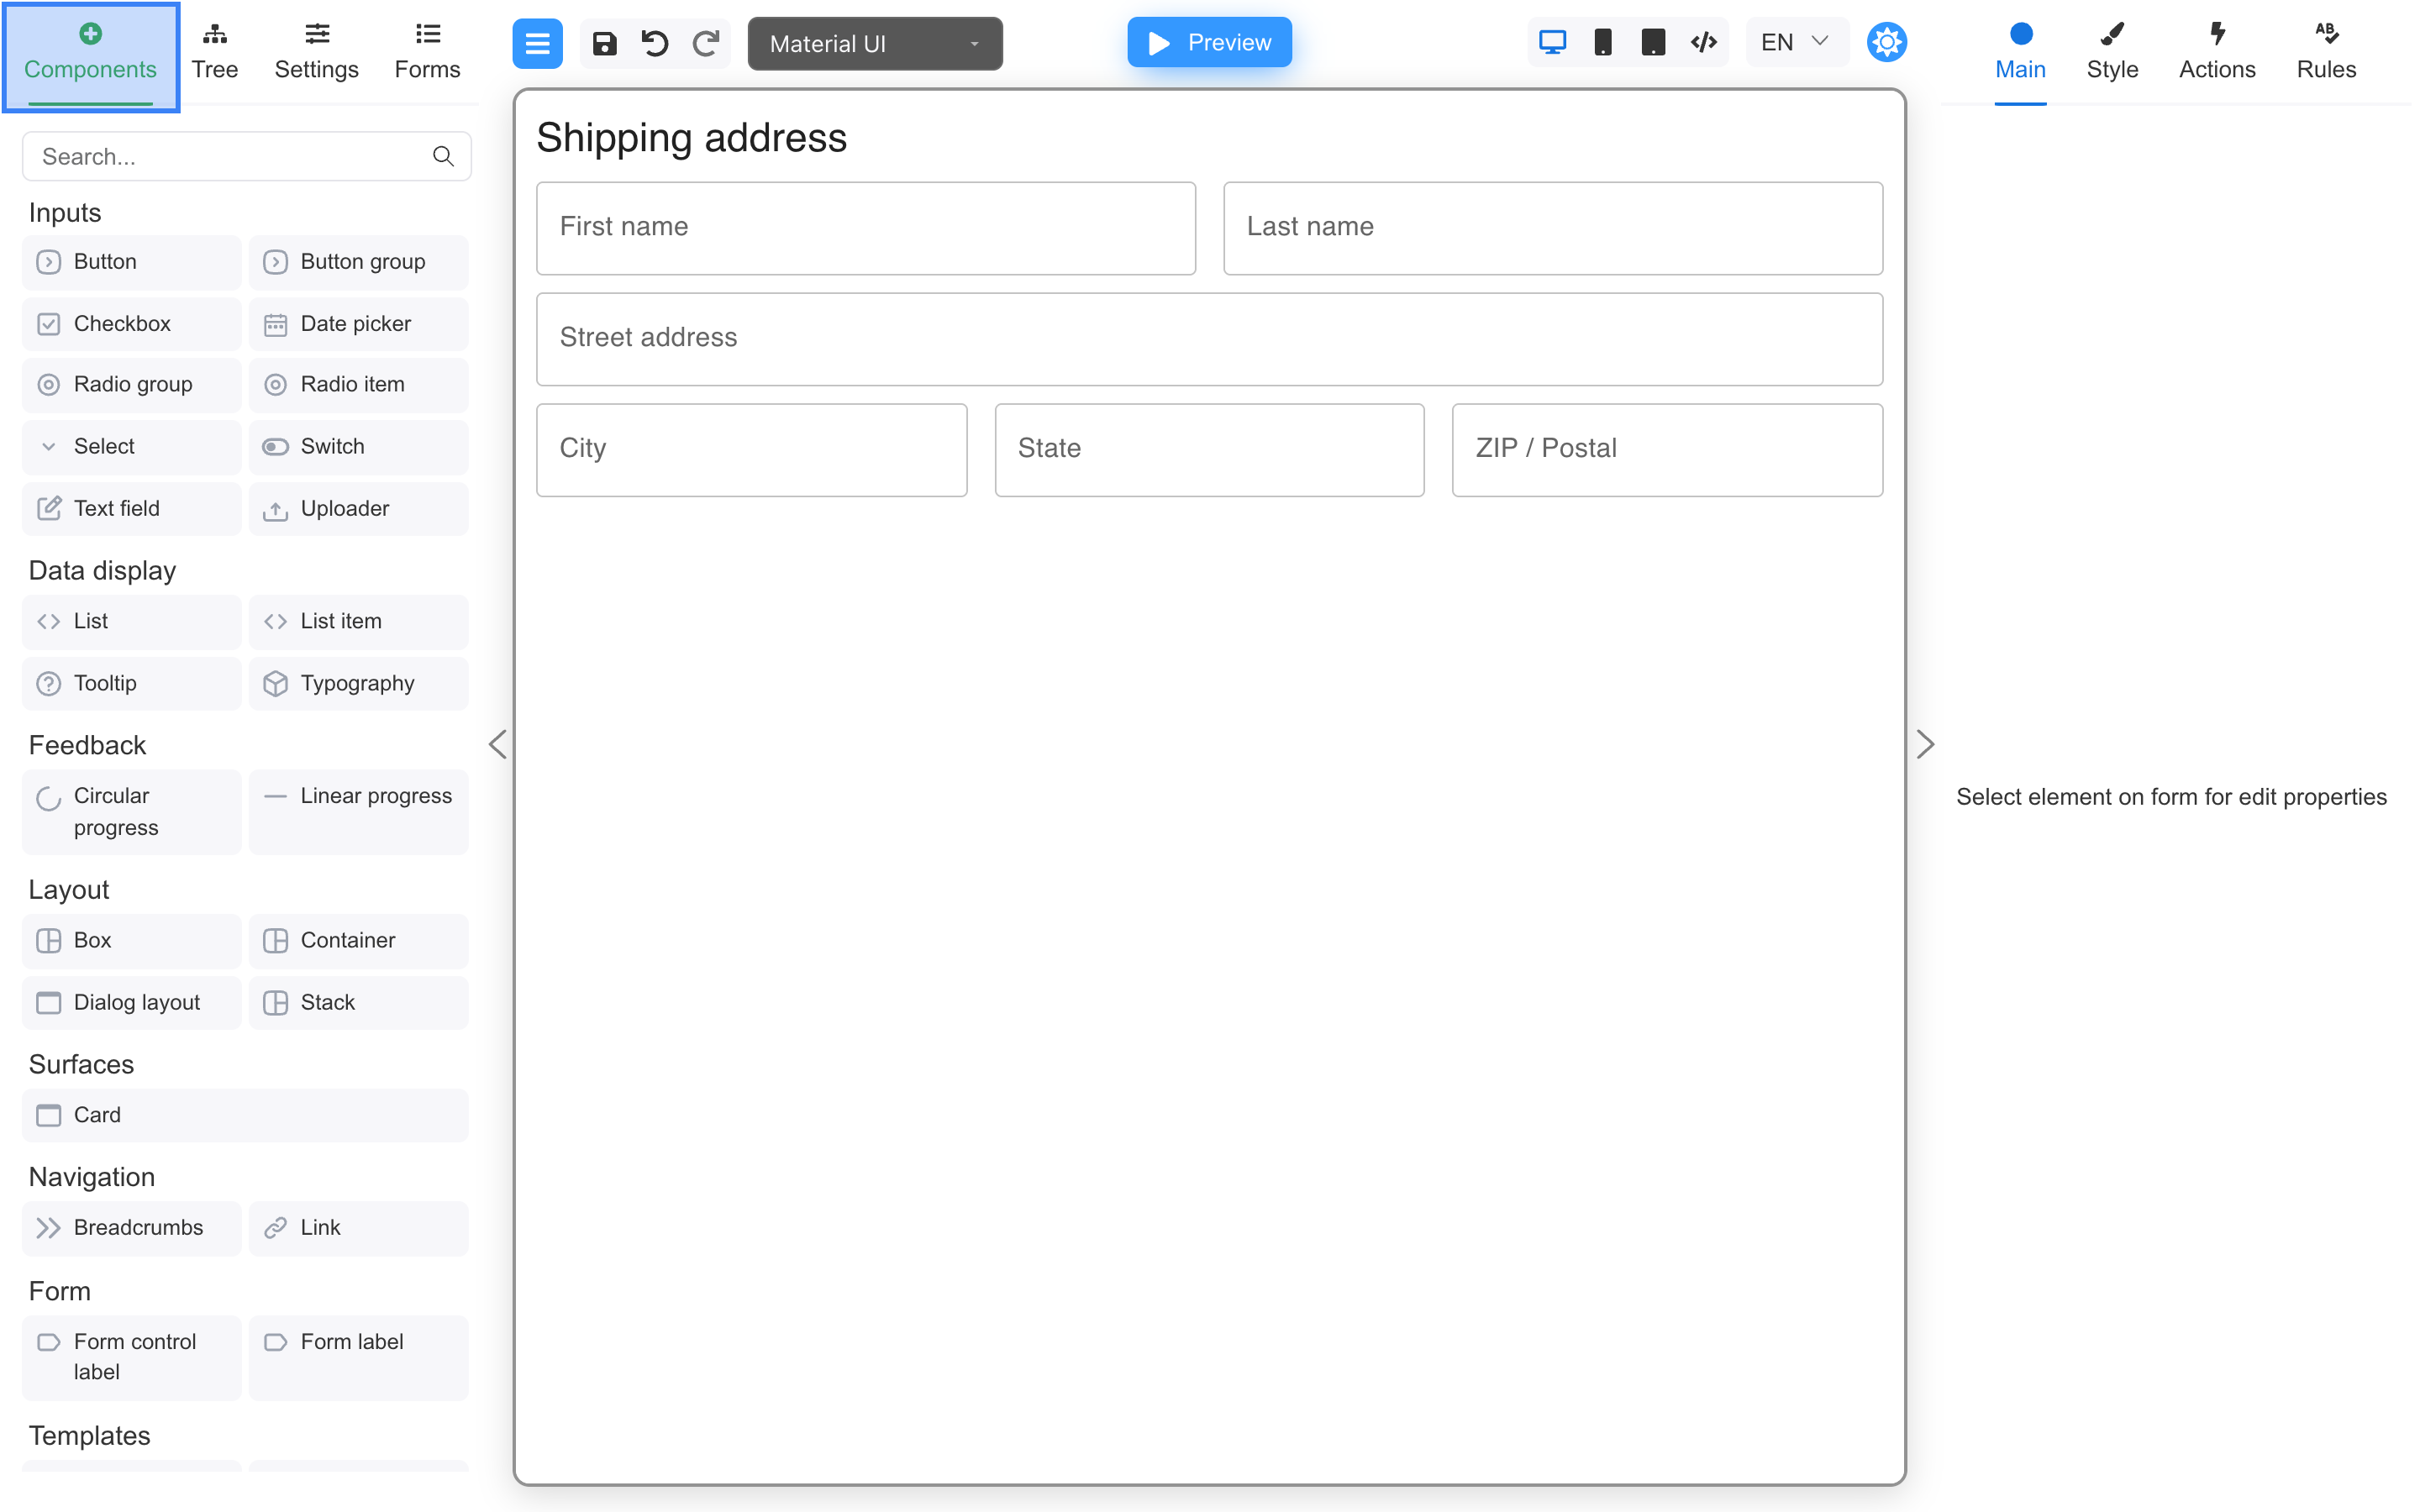 Components
Tree
Settings
Forms
Material UI
Preview
EN
Main
Style
Actions
AB
Rules
Search...
Inputs
Button
Button group
Checkbox
Date picker
Radio group
Radio item
Select
Switch
Text field
Uploader
Data display
List
List item
Tooltip
Typography
Feedback
Circular
progress
Linear progress
Layout
Box
Container
Dialog layout
Stack
Surfaces
Card
Navigation
Breadcrumbs
Link
Form
Form control
label
Form label
Templates
Shipping address
First name
Last name
Street address
City
State
ZIP / Postal
Select element on form for edit properties